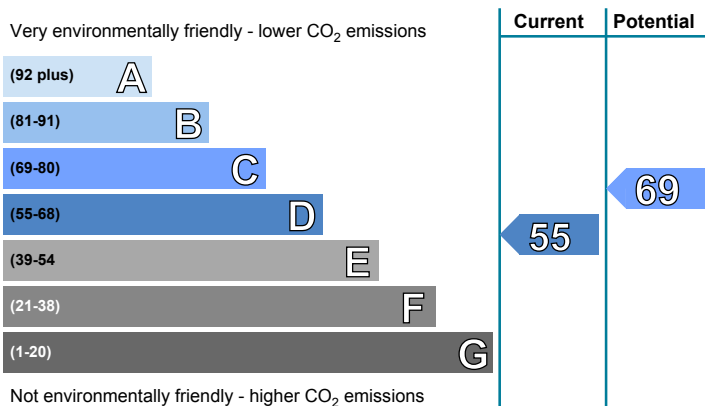 Current Potential
Very environmentally friendly - lower CO₂ emissions
(92 plus) A
(81-91) B
(69-80) C
69
(55-68) D
55
(39-54 E
(21-38) F
(1-20) G
Not environmentally friendly - higher CO₂ emissions